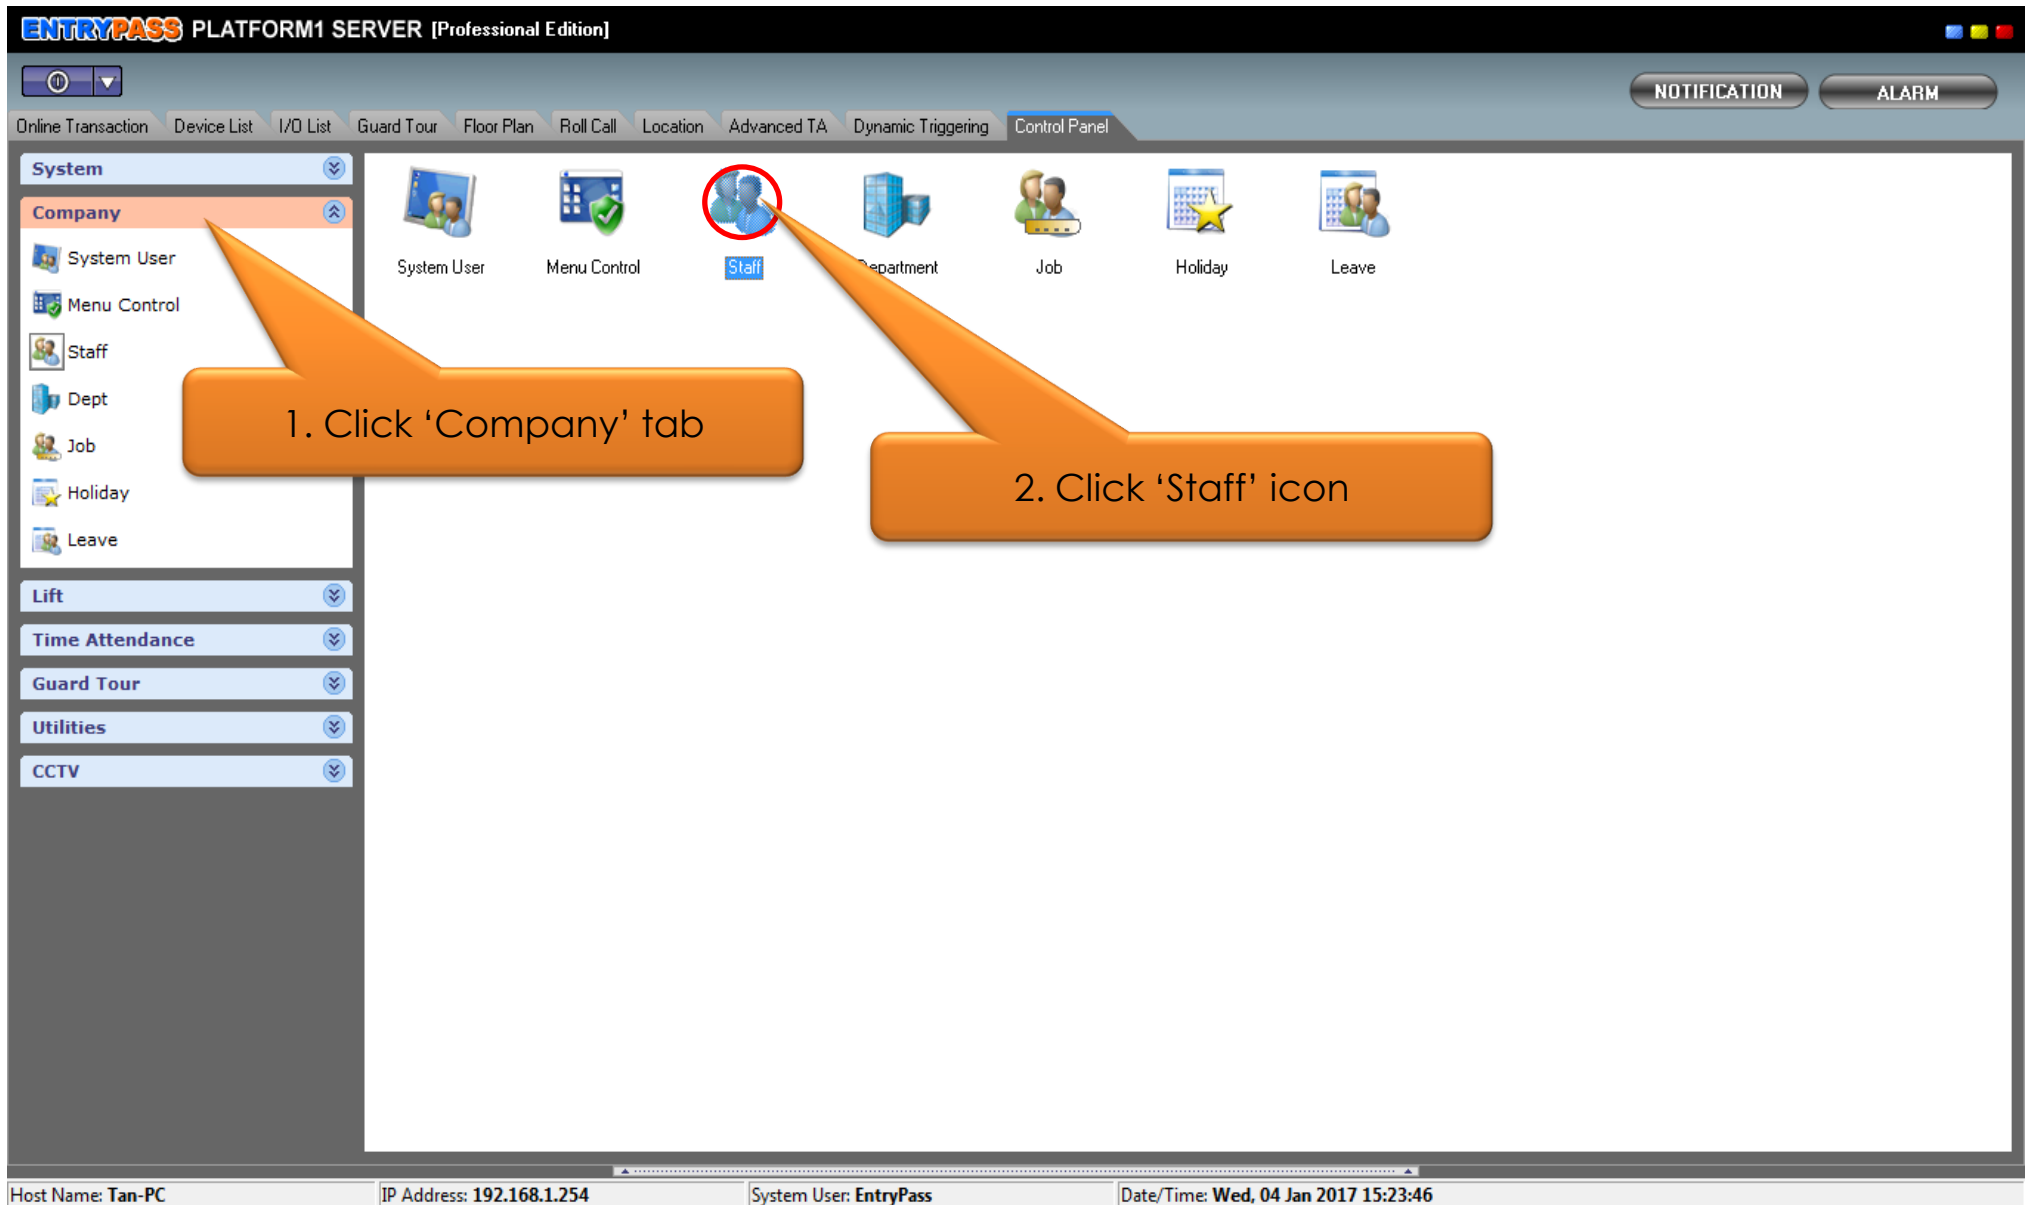 ENTRYPASS PLATFORM1 SERVER [Professional Edition]
NOTIFICATION ALARM
Online Transaction Device List I/O List Guard Tour Floor Plan Roll Call Location Advanced TA Dynamic Triggering Control Panel
System
Company
System User
Menu Control
Staff
Dept
Job
Holiday
Leave
Lift
Time Attendance
Guard Tour
Utilities
CCTV
System User Menu Control Staff Department Job Holiday Leave
1. Click ‘Company’ tab
2. Click ‘Staff’ icon
Host Name: Tan-PC IP Address: 192.168.1.254 System User: EntryPass Date/Time: Wed, 04 Jan 2017 15:23:46